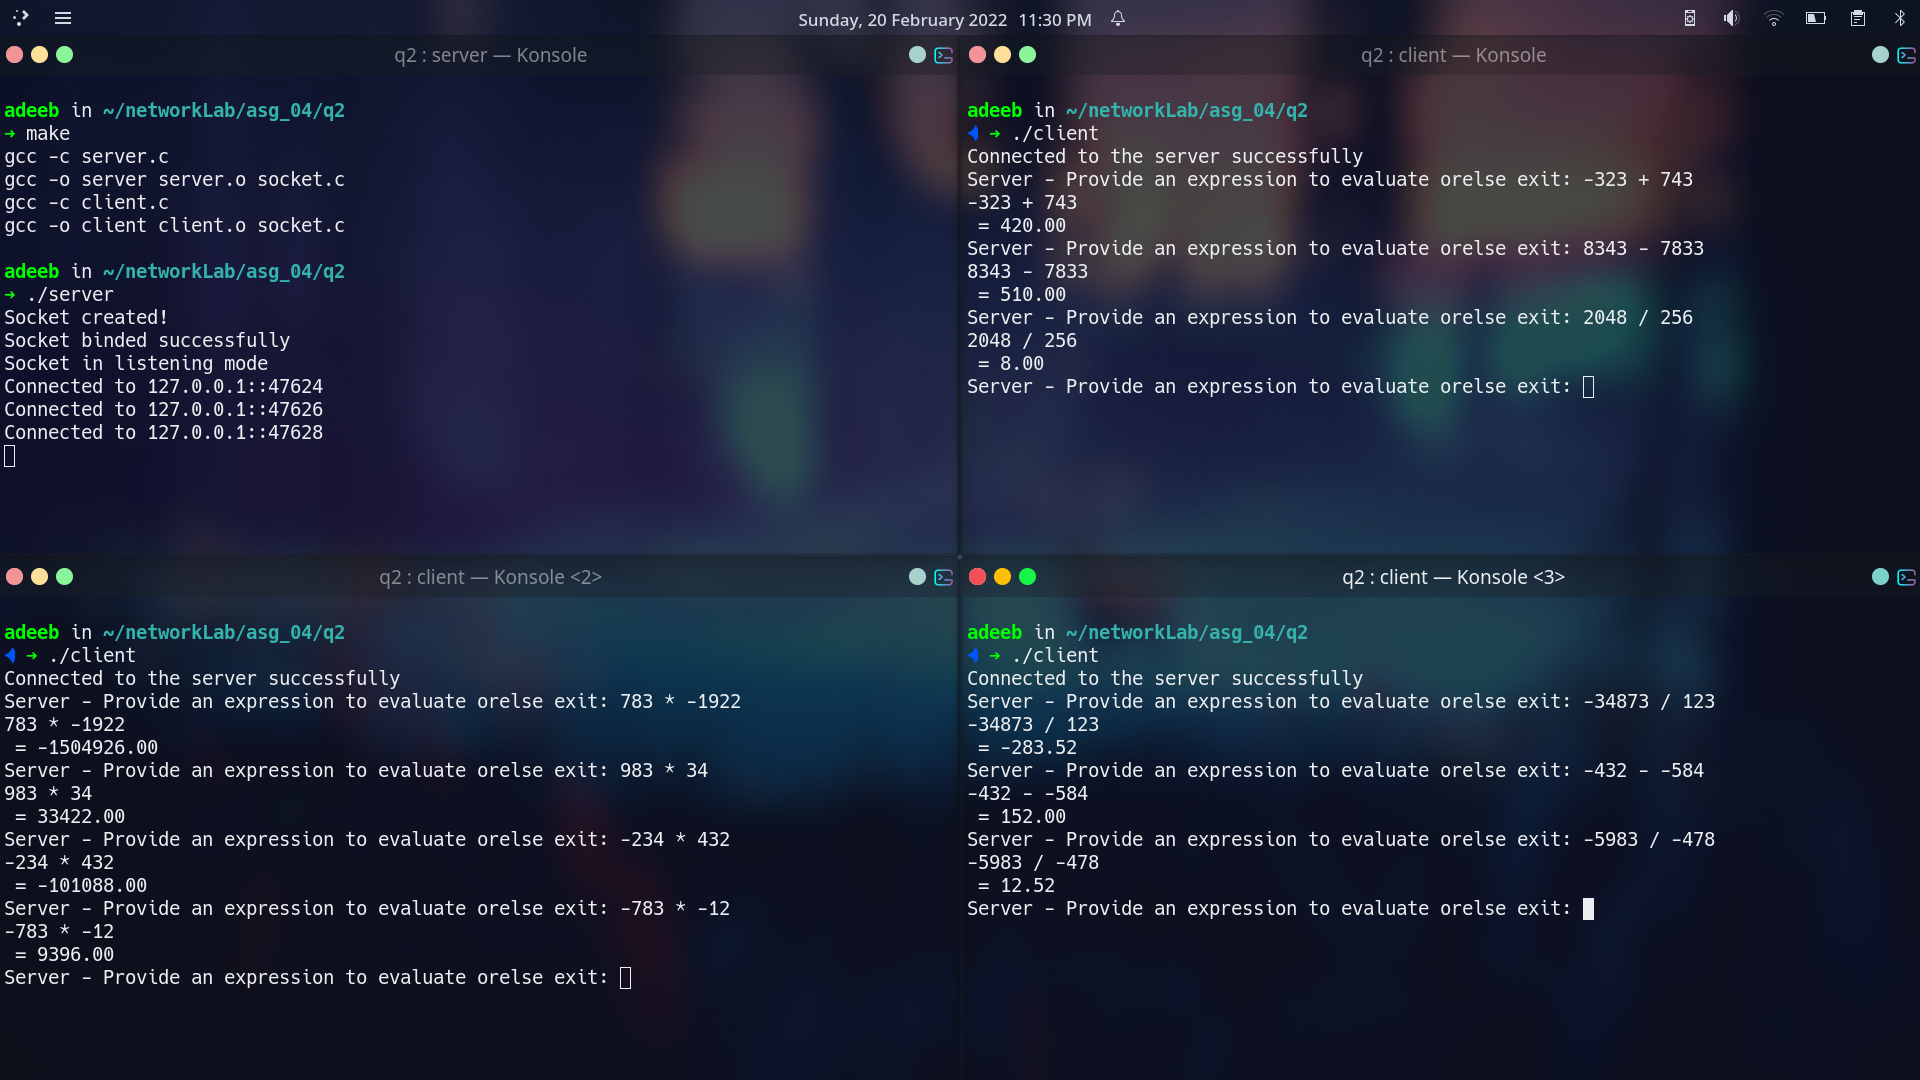 Sunday, 20 February 2022 11:30 PM
q2 : server — Konsole
adeeb in ~/networkLab/asg_04/q2
➜ make
gcc -c server.c
gcc -o server server.o socket.c
gcc -c client.c
gcc -o client client.o socket.c
adeeb in ~/networkLab/asg_04/q2
➜ ./server
Socket created!
Socket binded successfully
Socket in listening mode
Connected to 127.0.0.1::47624
Connected to 127.0.0.1::47626
Connected to 127.0.0.1::47628
q2 : client — Konsole
adeeb in ~/networkLab/asg_04/q2
➜ ./client
Connected to the server successfully
Server - Provide an expression to evaluate orelse exit: -323 + 743
-323 + 743
= 420.00
Server - Provide an expression to evaluate orelse exit: 8343 - 7833
8343 - 7833
= 510.00
Server - Provide an expression to evaluate orelse exit: 2048 / 256
2048 / 256
= 8.00
Server - Provide an expression to evaluate orelse exit:
q2 : client — Konsole <2>
adeeb in ~/networkLab/asg_04/q2
➜ ./client
Connected to the server successfully
Server - Provide an expression to evaluate orelse exit: 783 * -1922
783 * -1922
= -1504926.00
Server - Provide an expression to evaluate orelse exit: 983 * 34
983 * 34
= 33422.00
Server - Provide an expression to evaluate orelse exit: -234 * 432
-234 * 432
= -101088.00
Server - Provide an expression to evaluate orelse exit: -783 * -12
-783 * -12
= 9396.00
Server - Provide an expression to evaluate orelse exit:
q2 : client — Konsole <3>
adeeb in ~/networkLab/asg_04/q2
➜ ./client
Connected to the server successfully
Server - Provide an expression to evaluate orelse exit: -34873 / 123
-34873 / 123
= -283.52
Server - Provide an expression to evaluate orelse exit: -432 - -584
-432 - -584
= 152.00
Server - Provide an expression to evaluate orelse exit: -5983 / -478
-5983 / -478
= 12.52
Server - Provide an expression to evaluate orelse exit: